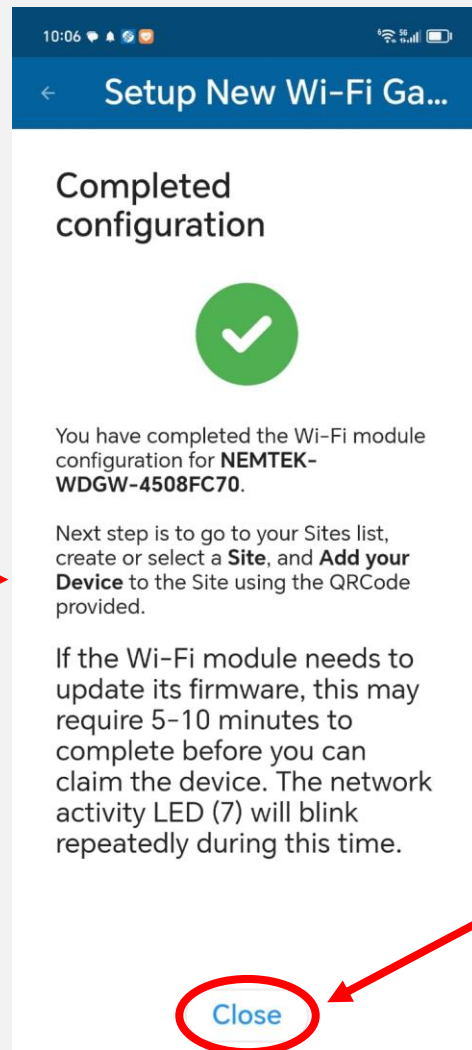 10:06
Setup New Wi-Fi Ga...
Completed
configuration
You have completed the Wi-Fi module
configuration for NEMTEK-
WDGW-4508FC70.
Next step is to go to your Sites list,
create or select a Site, and Add your
Device to the Site using the QRCode
provided.
If the Wi-Fi module needs to
update its firmware, this may
require 5-10 minutes to
complete before you can
claim the device. The network
activity LED (7) will blink
repeatedly during this time.
Close